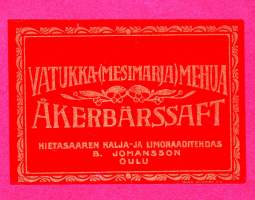 VATUKKA-(MESIMARJA)MEHUA
ÅKERBÄRSSAFT
HIETASAAREN KALJA-JA LIMONAADITEHDAS
B. JOHANSSON
OULU